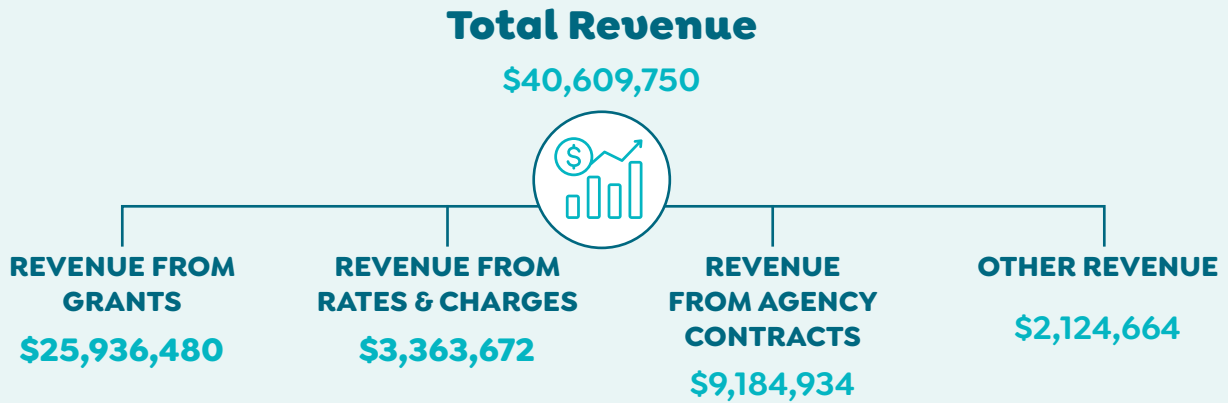 Total Revenue
$40,609,750
$
REVENUE FROM
GRANTS
$25,936,480
REVENUE FROM
RATES & CHARGES
$3,363,672
REVENUE
FROM AGENCY
CONTRACTS
$9,184,934
OTHER REVENUE
$2,124,664